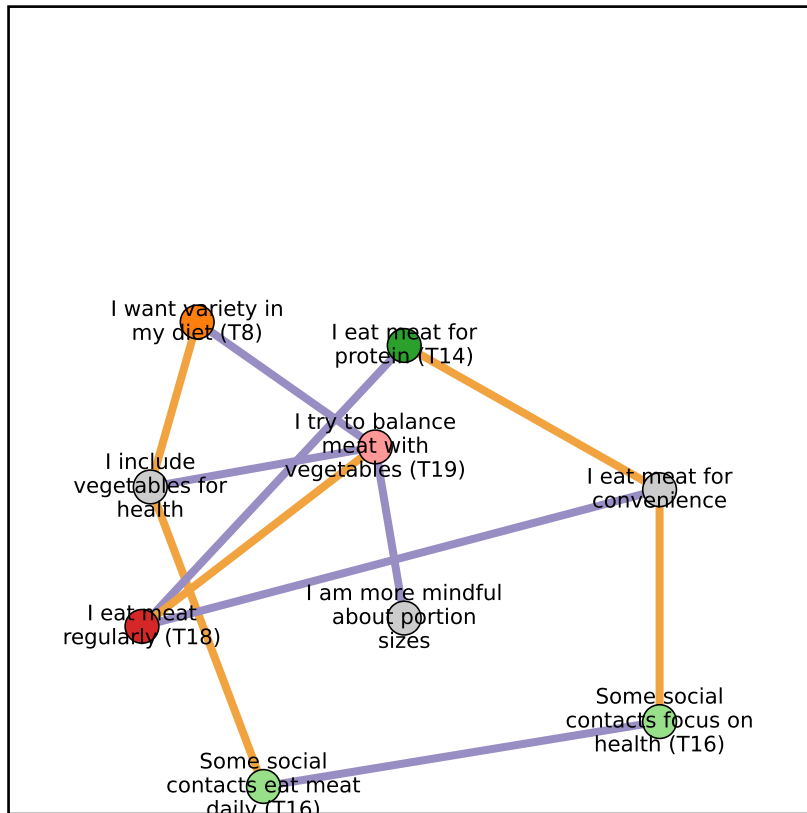 I want variety in
my diet (T8)
I eat meat for
protein (T14)
I try to balance
meat with
vegetables (T19)
I include
vegetables for
health
I eat meat for
convenience
I eat meat
regularly (T18)
I am more mindful
about portion
sizes
Some social
contacts focus on
health (T16)
Some social
contacts eat meat
daily (T16)